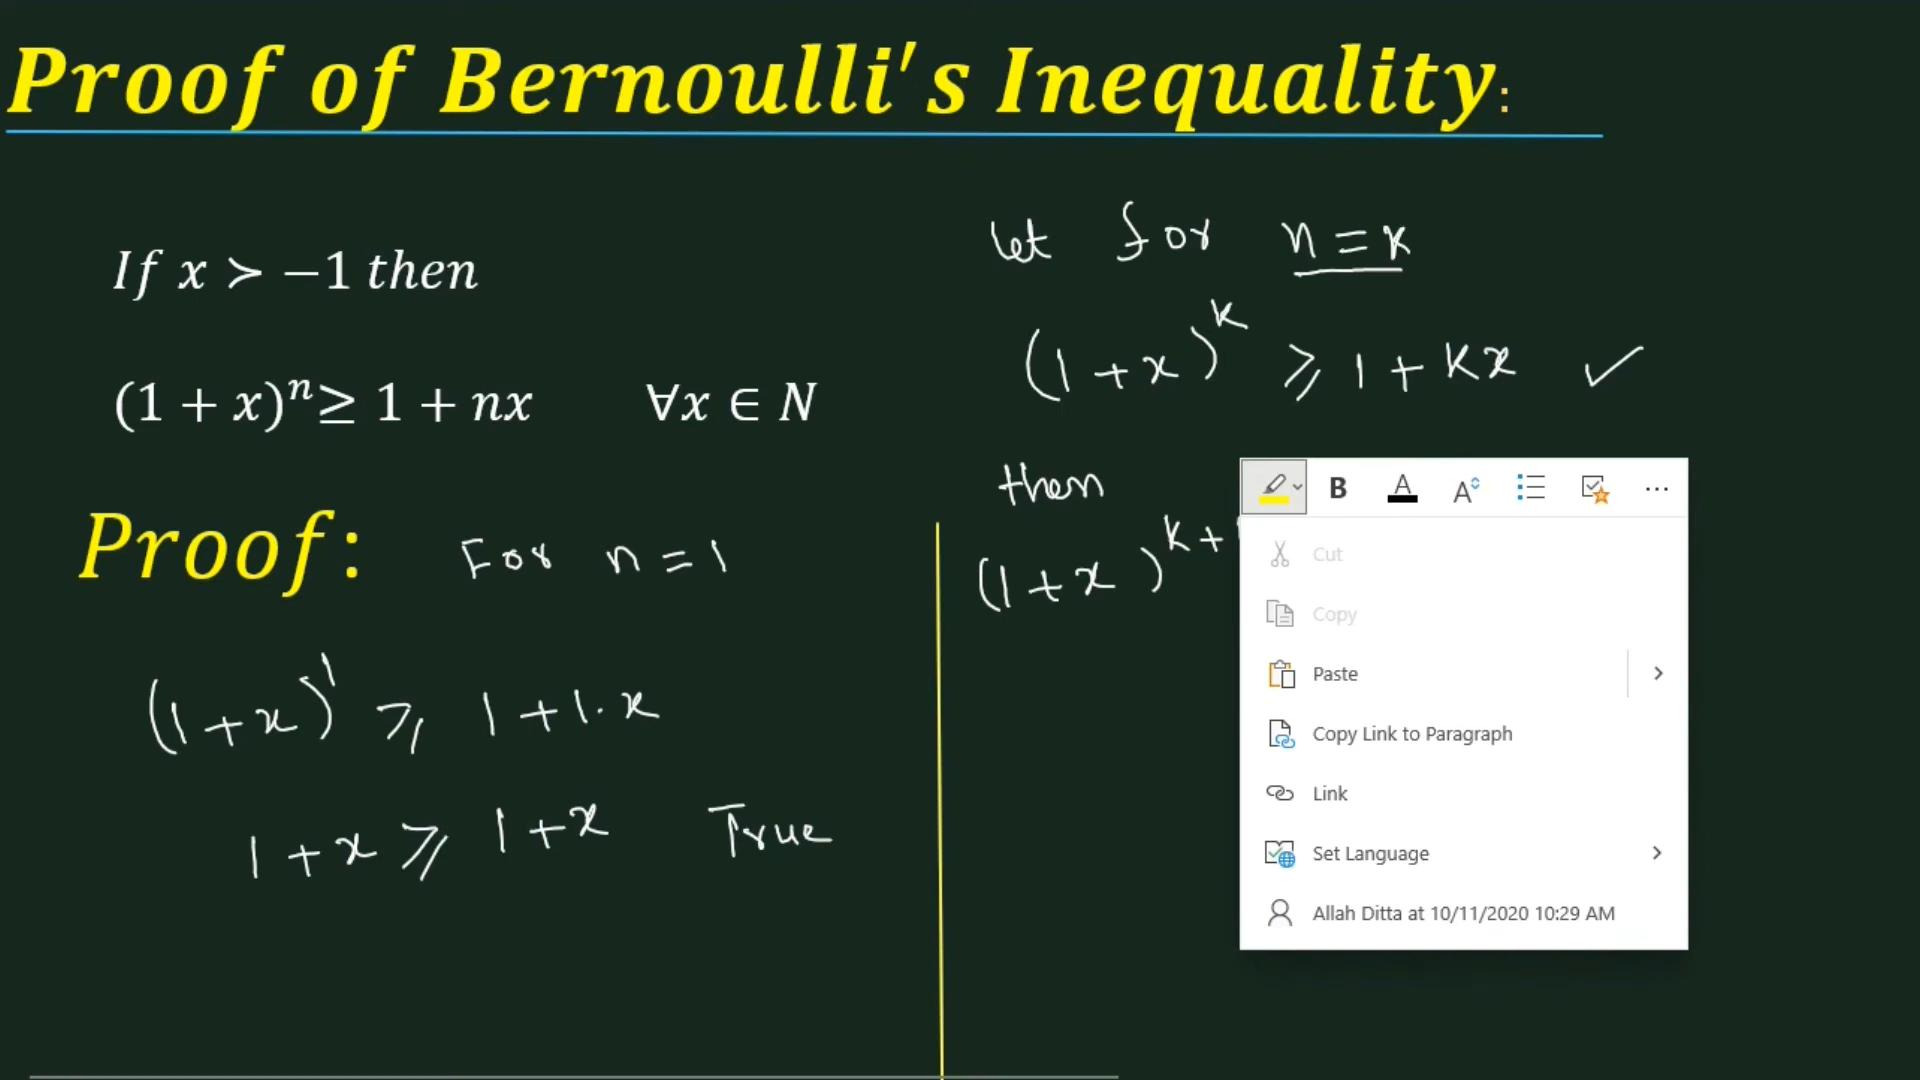 Proof of Bernoulli's Inequality:
If x > −1 then
(1 + x)ⁿ ≥ 1 + nx ∀x ∈ N
Proof: For n = 1
(1+x)¹ ⩾ 1+1.x
1+x ⩾ 1+x True
let for n = k
(1+x)ᵏ ⩾ 1+kx ✓
then
(1+x)ᵏ⁺
B A A ...
Cut
Copy
Paste
Copy Link to Paragraph
Link
Set Language
Allah Ditta at 10/11/2020 10:29 AM